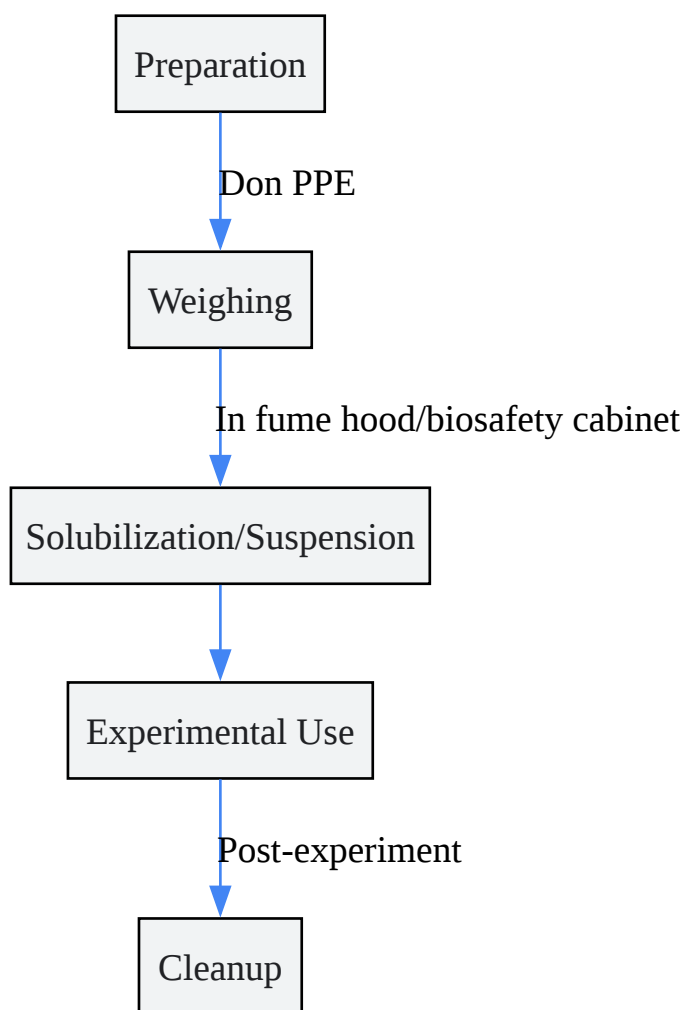 Preparation
Don PPE
Weighing
In fume hood/biosafety cabinet
Solubilization/Suspension
Experimental Use
Post-experiment
Cleanup